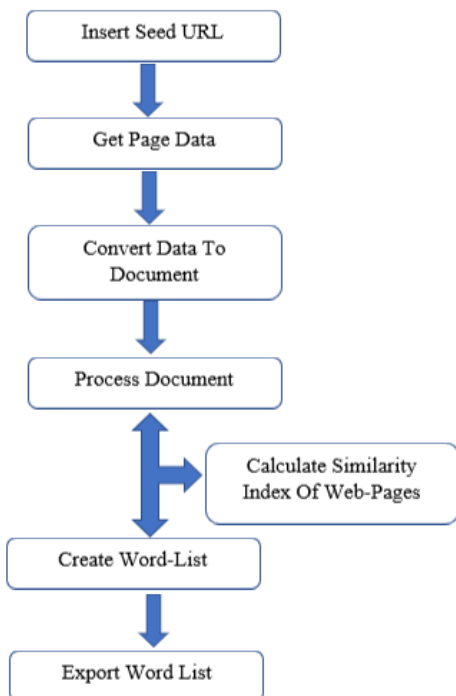 Insert Seed URL
Get Page Data
Convert Data To
Document
Process Document
Calculate Similarity
Index Of Web-Pages
Create Word-List
Export Word List